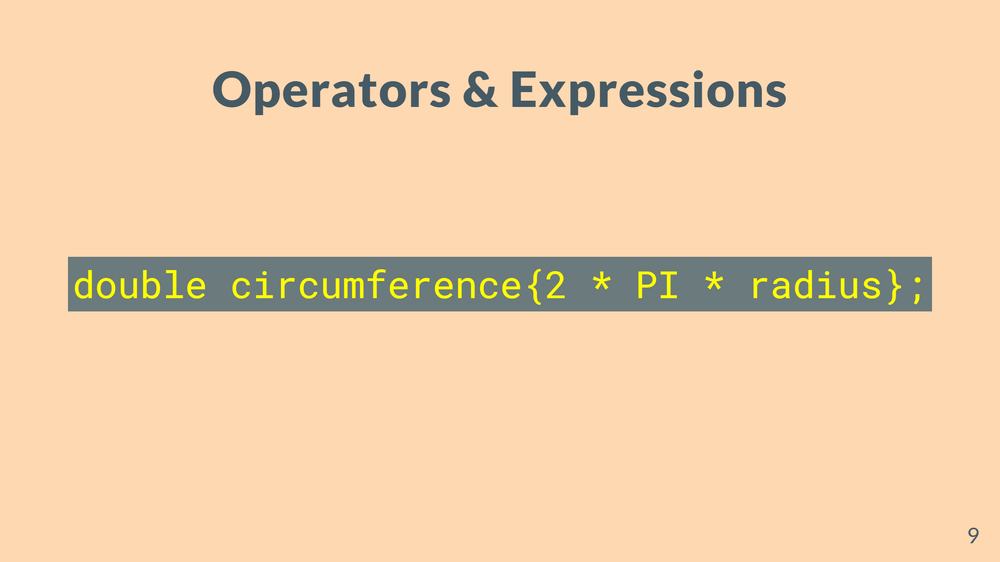 Operators & Expressions
double circumference{2 * PI * radius};
9